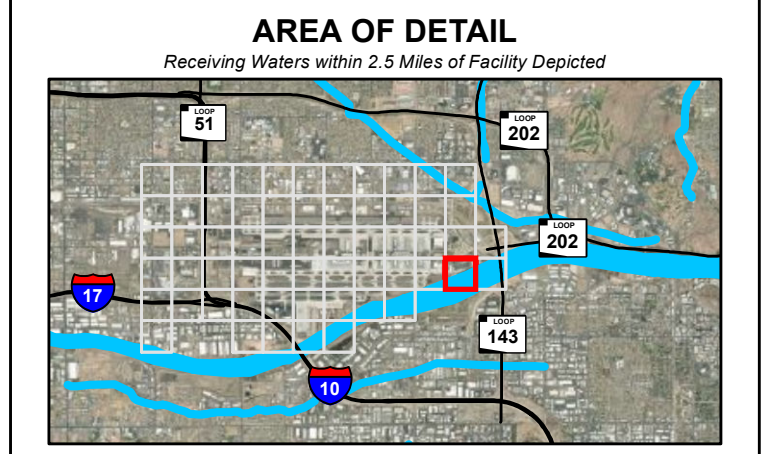 AREA OF DETAIL
Receiving Waters within 2.5 Miles of Facility Depicted
LOOP
51
LOOP
202
LOOP
202
17
LOOP
143
10